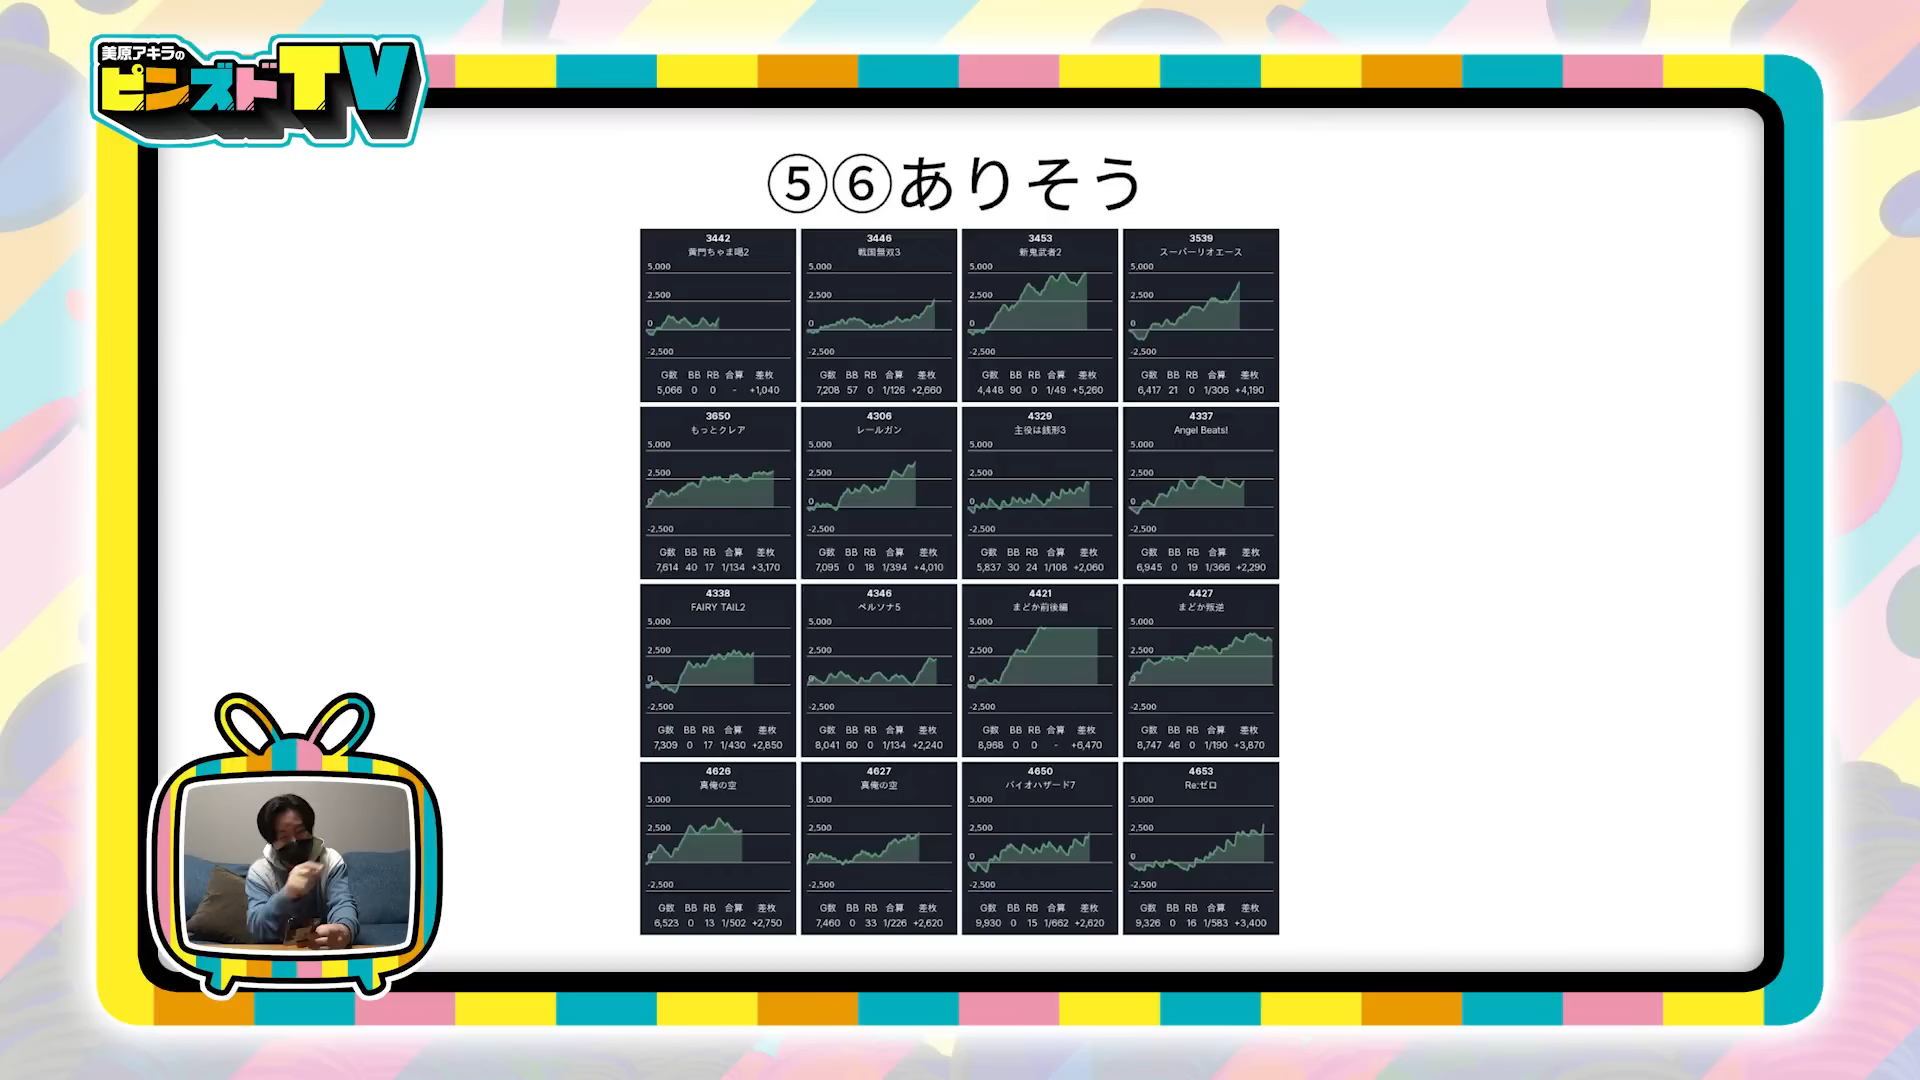 美原アキラの
ピンズドTV
⑤⑥ありそう
3442
黄門ちゃま喝2
5,000
2,500
0
-2,500
G数 BB RB 合算 差枚
5,066 0 0 - +1,040
3446
戦国無双3
5,000
2,500
0
-2,500
G数 BB RB 合算 差枚
7,208 57 0 1/126 +2,660
3453
新鬼武者2
5,000
2,500
0
-2,500
G数 BB RB 合算 差枚
4,448 90 0 1/49 +5,260
3539
スーパーリオエース
5,000
2,500
0
-2,500
G数 BB RB 合算 差枚
6,417 21 0 1/306 +4,190
3650
もっとクレア
5,000
2,500
0
-2,500
G数 BB RB 合算 差枚
7,614 40 17 1/134 +3,170
4306
レールガン
5,000
2,500
0
-2,500
G数 BB RB 合算 差枚
7,095 0 18 1/394 +4,010
4329
主役は銭形3
5,000
2,500
0
-2,500
G数 BB RB 合算 差枚
5,837 30 24 1/108 +2,060
4337
Angel Beats!
5,000
2,500
0
-2,500
G数 BB RB 合算 差枚
6,945 0 19 1/366 +2,290
4338
FAIRY TAIL2
5,000
2,500
0
-2,500
G数 BB RB 合算 差枚
7,309 0 17 1/430 +2,850
4346
ペルソナ5
5,000
2,500
0
-2,500
G数 BB RB 合算 差枚
8,041 60 0 1/134 +2,240
4421
まどか前後編
5,000
2,500
0
-2,500
G数 BB RB 合算 差枚
8,968 0 0 - +6,470
4427
まどか叛逆
5,000
2,500
0
-2,500
G数 BB RB 合算 差枚
8,747 46 0 1/190 +3,870
4626
真俺の空
5,000
2,500
0
-2,500
G数 BB RB 合算 差枚
6,523 0 13 1/502 +2,750
4627
真俺の空
5,000
2,500
0
-2,500
G数 BB RB 合算 差枚
7,460 0 33 1/226 +2,620
4650
バイオハザード7
5,000
2,500
0
-2,500
G数 BB RB 合算 差枚
9,930 0 15 1/662 +2,620
4653
Re:ゼロ
5,000
2,500
0
-2,500
G数 BB RB 合算 差枚
9,326 0 16 1/583 +3,400